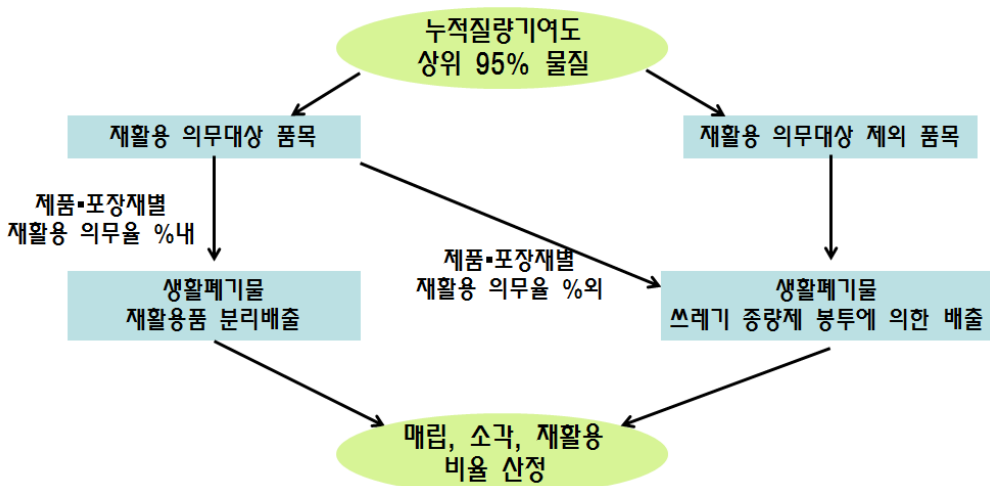 누적질량기여도
상위 95% 물질
재활용 의무대상 품목
재활용 의무대상 제외 품목
제품▪포장재별
재활용 의무율 %내
제품▪포장재별
재활용 의무율 %외
생활폐기물
재활용품 분리배출
생활폐기물
쓰레기 종량제 봉투에 의한 배출
매립, 소각, 재활용
비율 산정